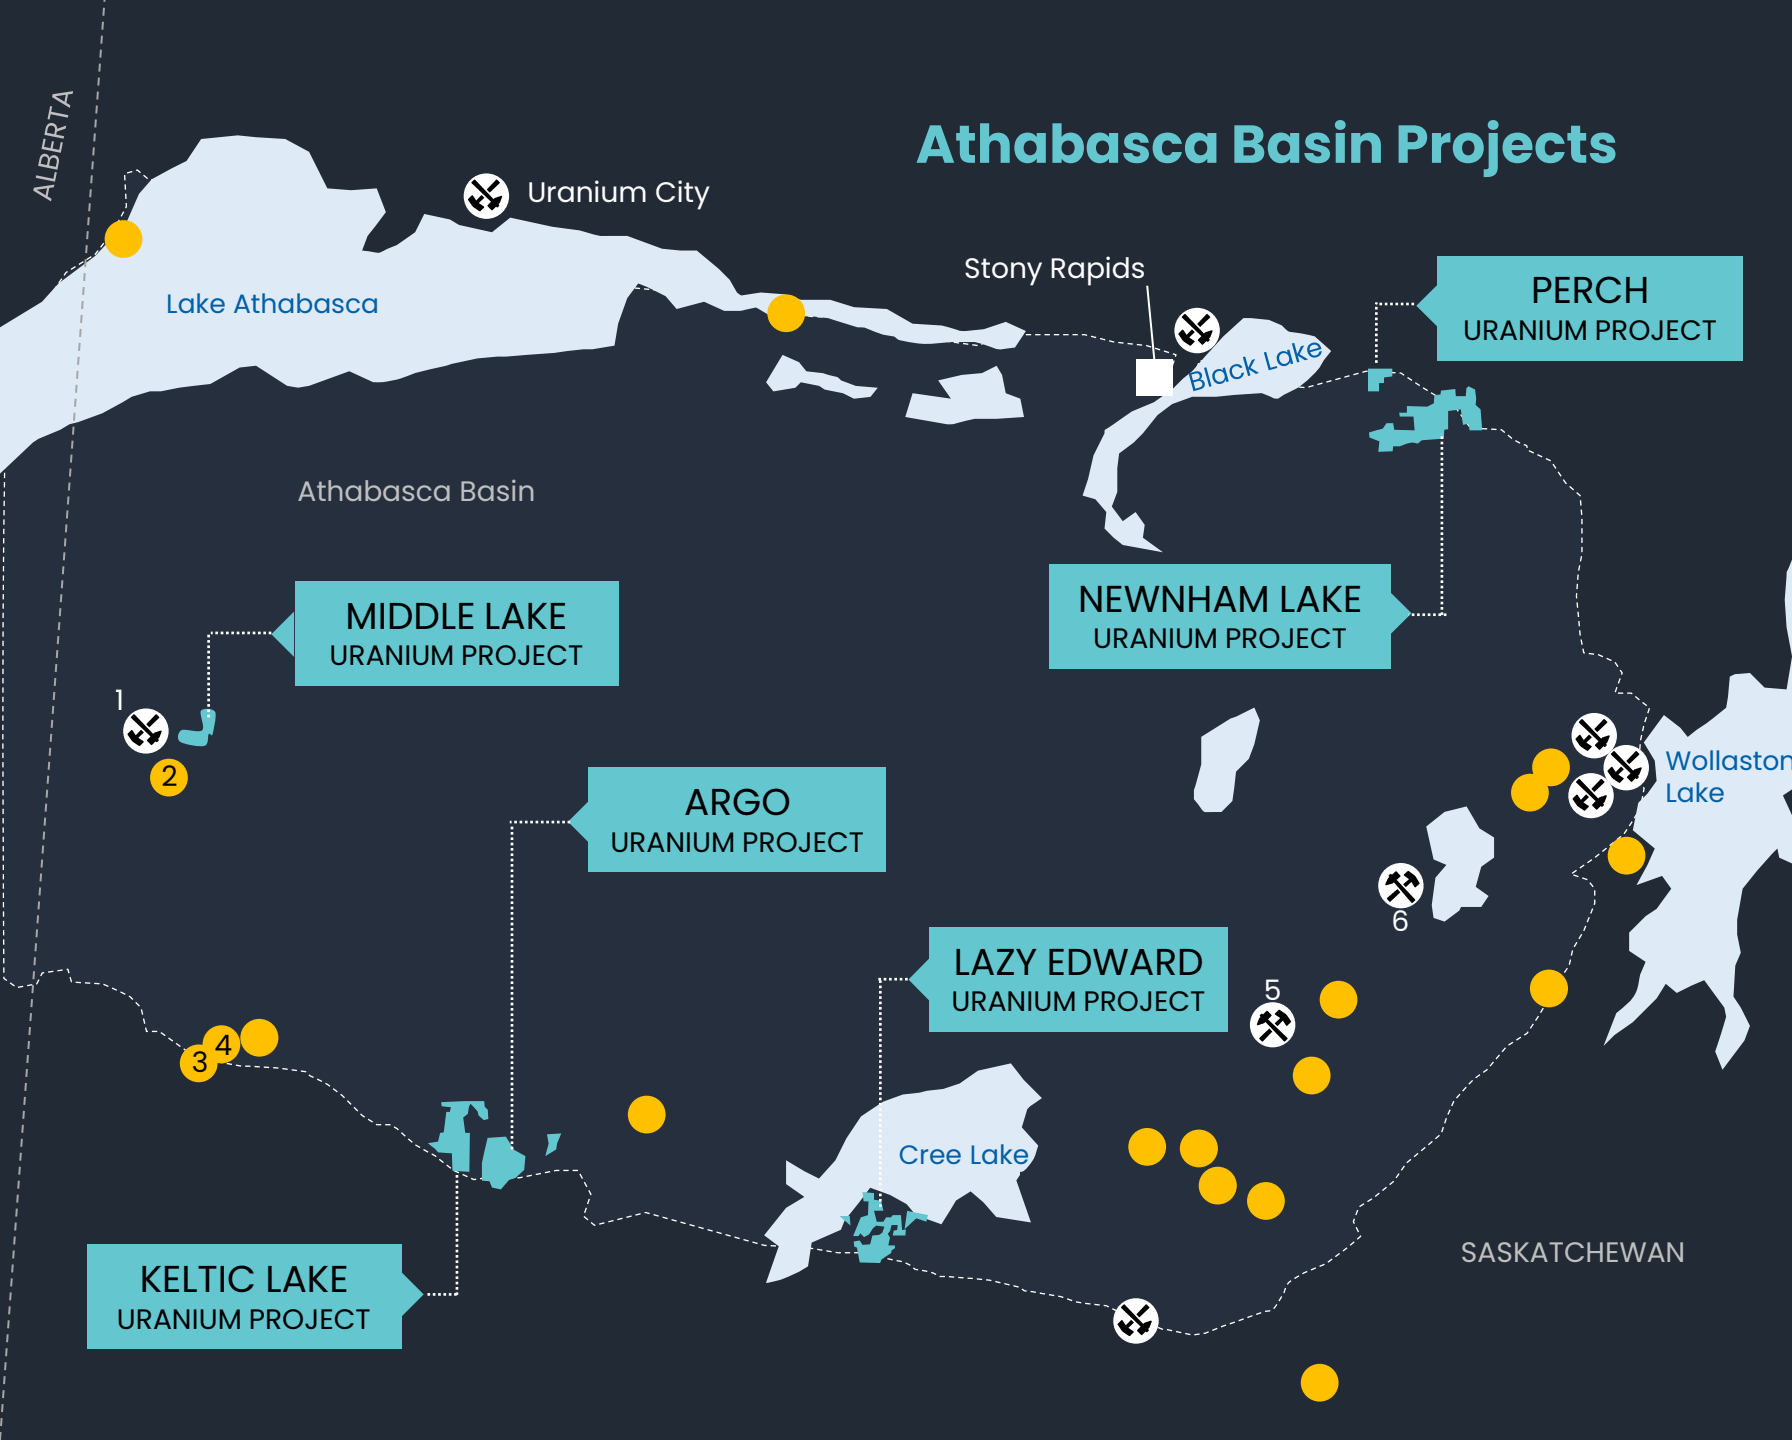 ALBERTA
Athabasca Basin Projects
Uranium City
Stony Rapids
PERCH
URANIUM PROJECT
Lake Athabasca
Black Lake
Athabasca Basin
MIDDLE LAKE
URANIUM PROJECT
NEWNHAM LAKE
URANIUM PROJECT
1
2
ARGO
URANIUM PROJECT
Wollaston
Lake
6
LAZY EDWARD
URANIUM PROJECT
5
4
3
Cree Lake
KELTIC LAKE
URANIUM PROJECT
SASKATCHEWAN